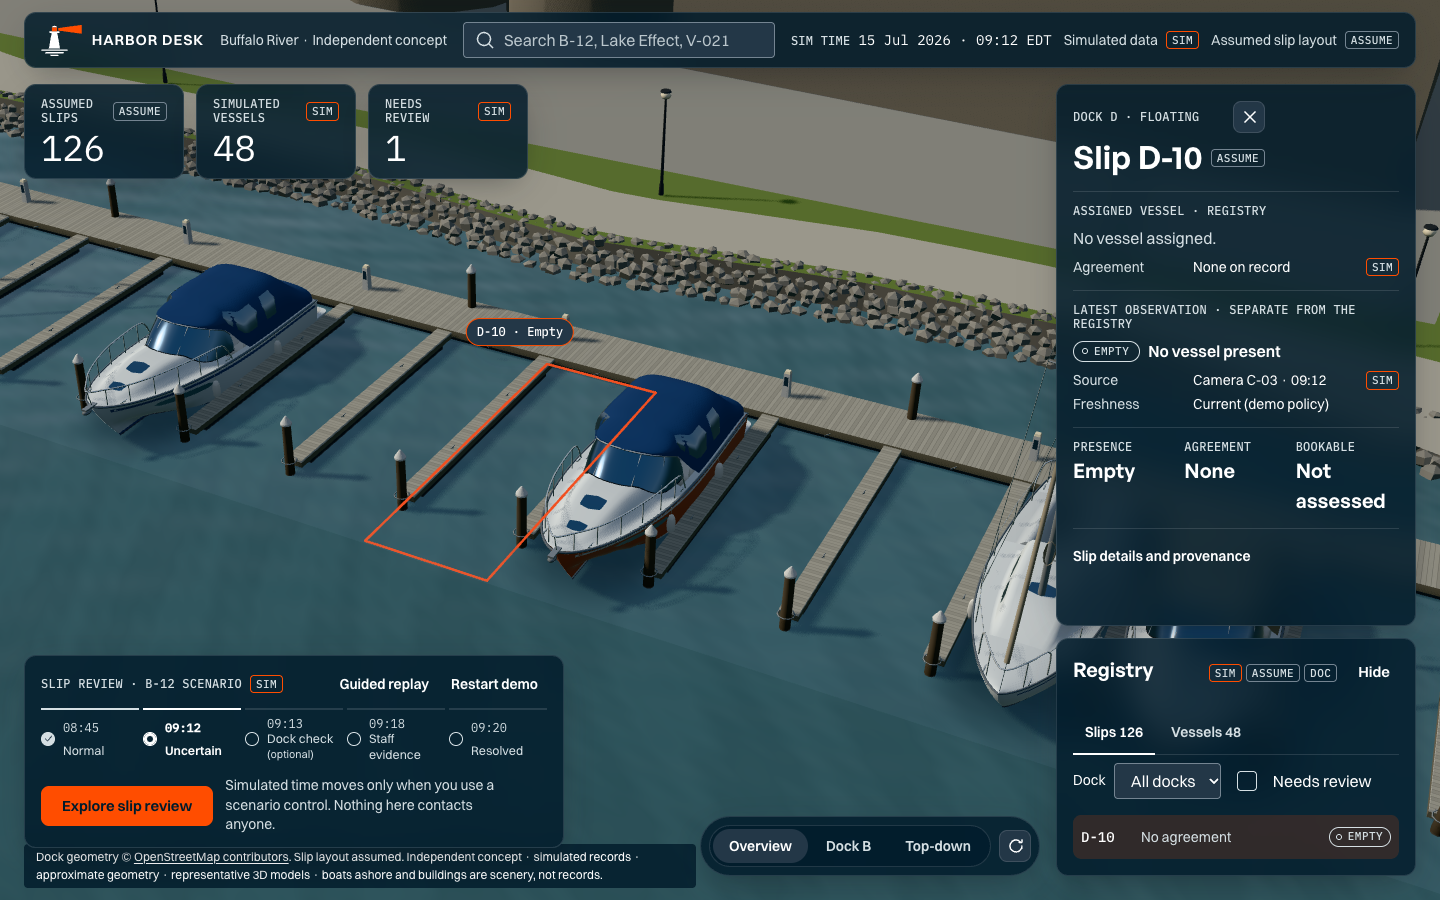 HARBOR DESK
Buffalo River · Independent concept
Search B-12, Lake Effect, V-021
SIM TIME 15 Jul 2026 · 09:12 EDT
Simulated data SIM
Assumed slip layout ASSUME
ASSUMED SLIPS
ASSUME
126
SIMULATED VESSELS
SIM
48
NEEDS REVIEW
SIM
1
D-10 · Empty
DOCK D · FLOATING
Slip D-10 ASSUME
ASSIGNED VESSEL · REGISTRY
No vessel assigned.
Agreement None on record SIM
LATEST OBSERVATION · SEPARATE FROM THE
REGISTRY
EMPTY No vessel present
Source Camera C-03 · 09:12 SIM
Freshness Current (demo policy)
PRESENCE AGREEMENT BOOKABLE
Empty None Not
assessed
Slip details and provenance
Registry SIM ASSUME DOC Hide
Slips 126 Vessels 48
Dock All docks Needs review
D-10 No agreement EMPTY
SLIP REVIEW · B-12 SCENARIO SIM Guided replay Restart demo
08:45
Normal
09:12
Uncertain
09:13
Dock check
(optional)
09:18
Staff
evidence
09:20
Resolved
Explore slip review
Simulated time moves only when you use a
scenario control. Nothing here contacts
anyone.
Dock geometry © OpenStreetMap contributors. Slip layout assumed. Independent concept · simulated records ·
approximate geometry · representative 3D models · boats ashore and buildings are scenery, not records.
Overview Dock B Top-down